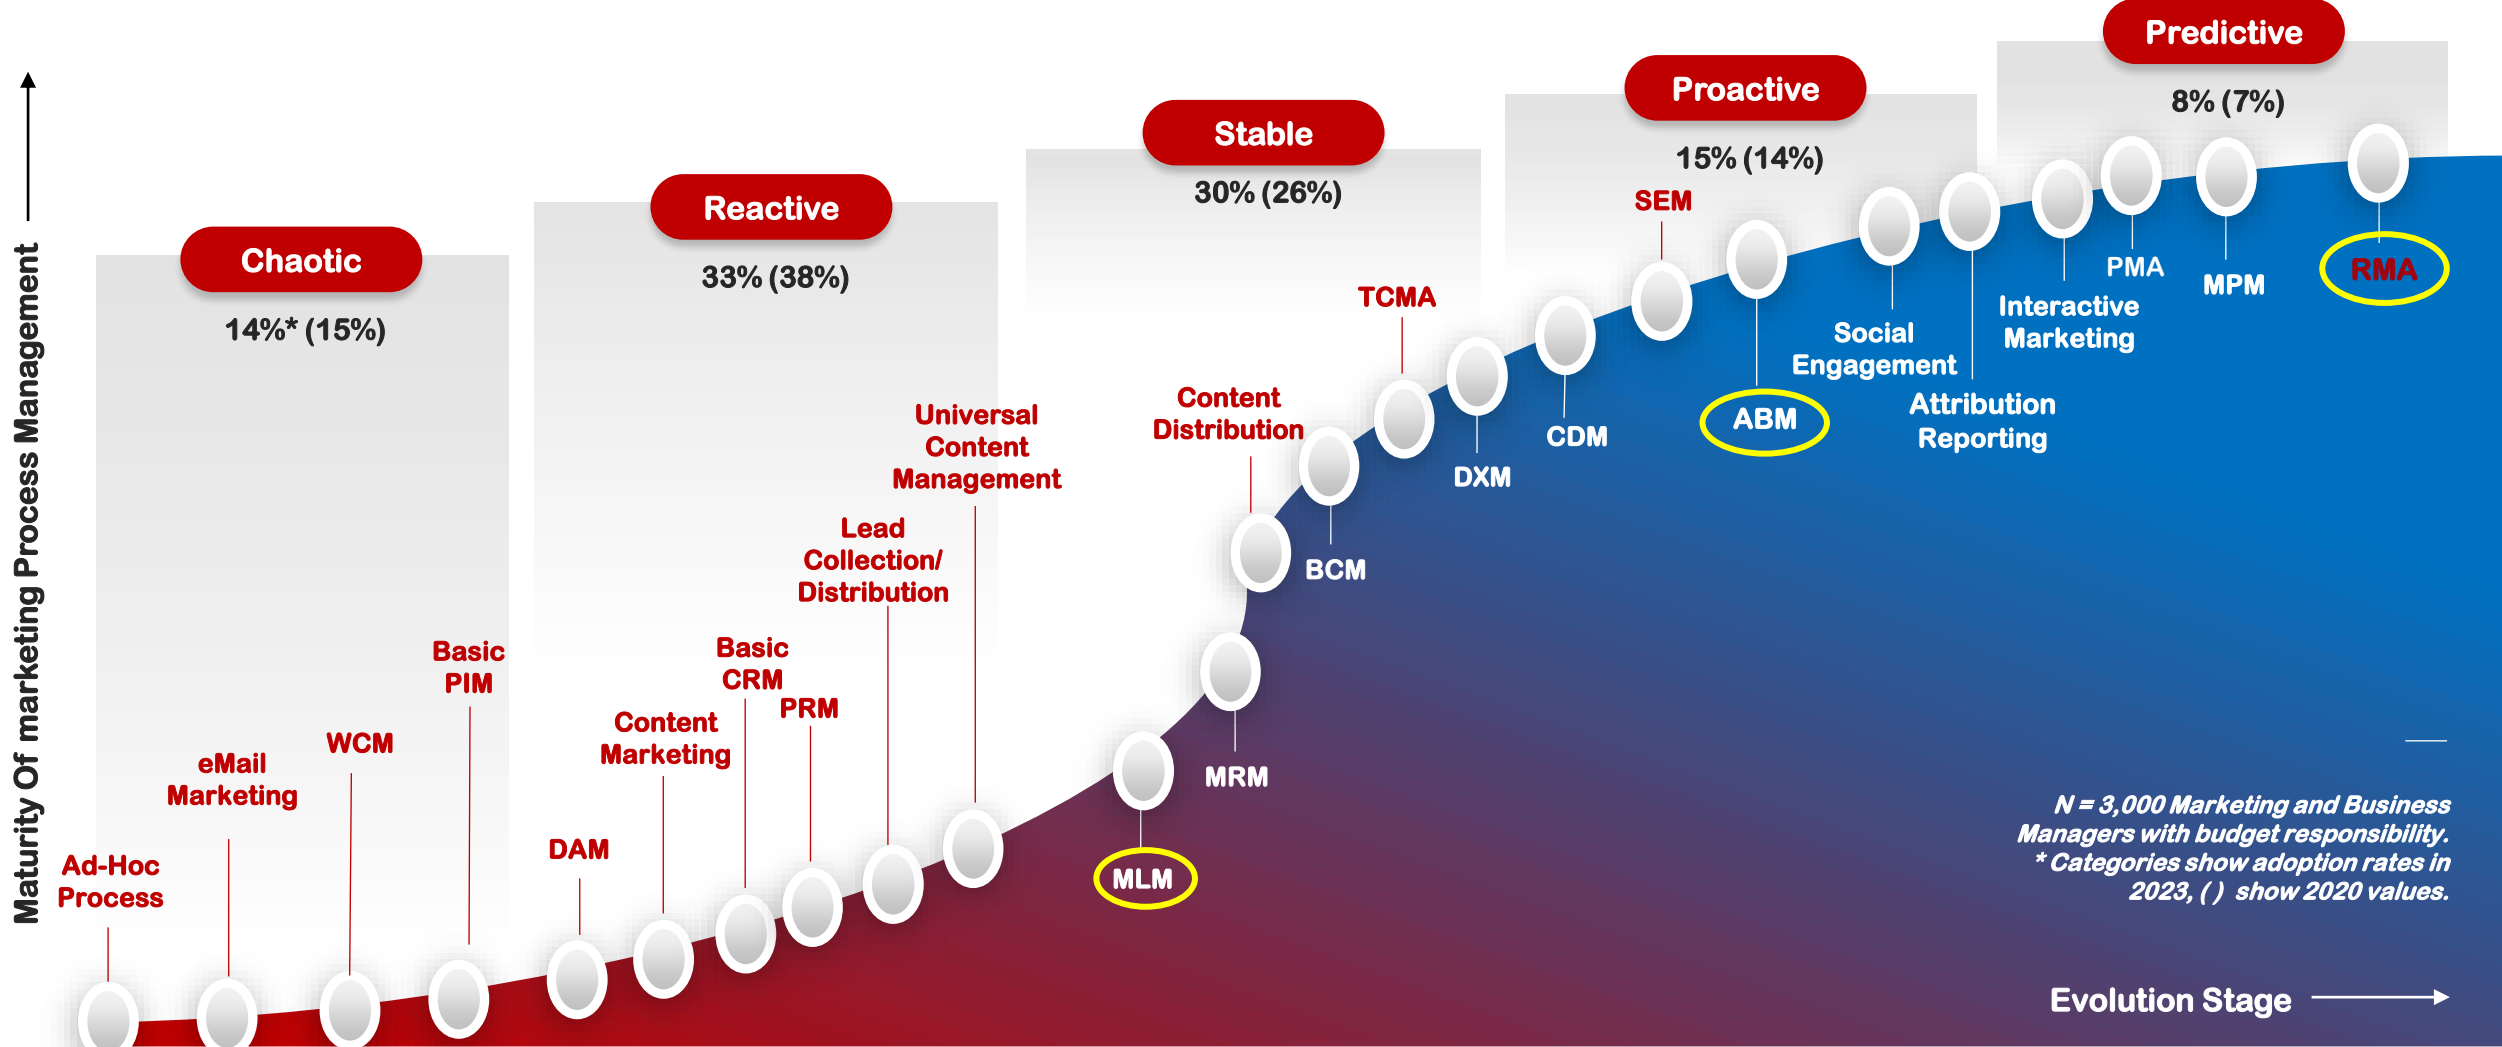 Maturity Of marketing Process Management
Chaotic
14%* (15%)
Reactive
33% (38%)
Stable
30% (26%)
Proactive
15% (14%)
Predictive
8% (7%)
Ad-Hoc
Process
eMail
Marketing
WCM
Basic
PIM
DAM
Content
Marketing
Basic
CRM
PRM
Lead
Collection/
Distribution
Universal
Content
Management
MLM
MRM
Content
Distribution
BCM
TCMA
DXM
CDM
SEM
ABM
Social
Engagement
Attribution
Reporting
Interactive
Marketing
PMA
MPM
RMA
N = 3,000 Marketing and Business
Managers with budget responsibility.
* Categories show adoption rates in
2023, ( ) show 2020 values.
Evolution Stage